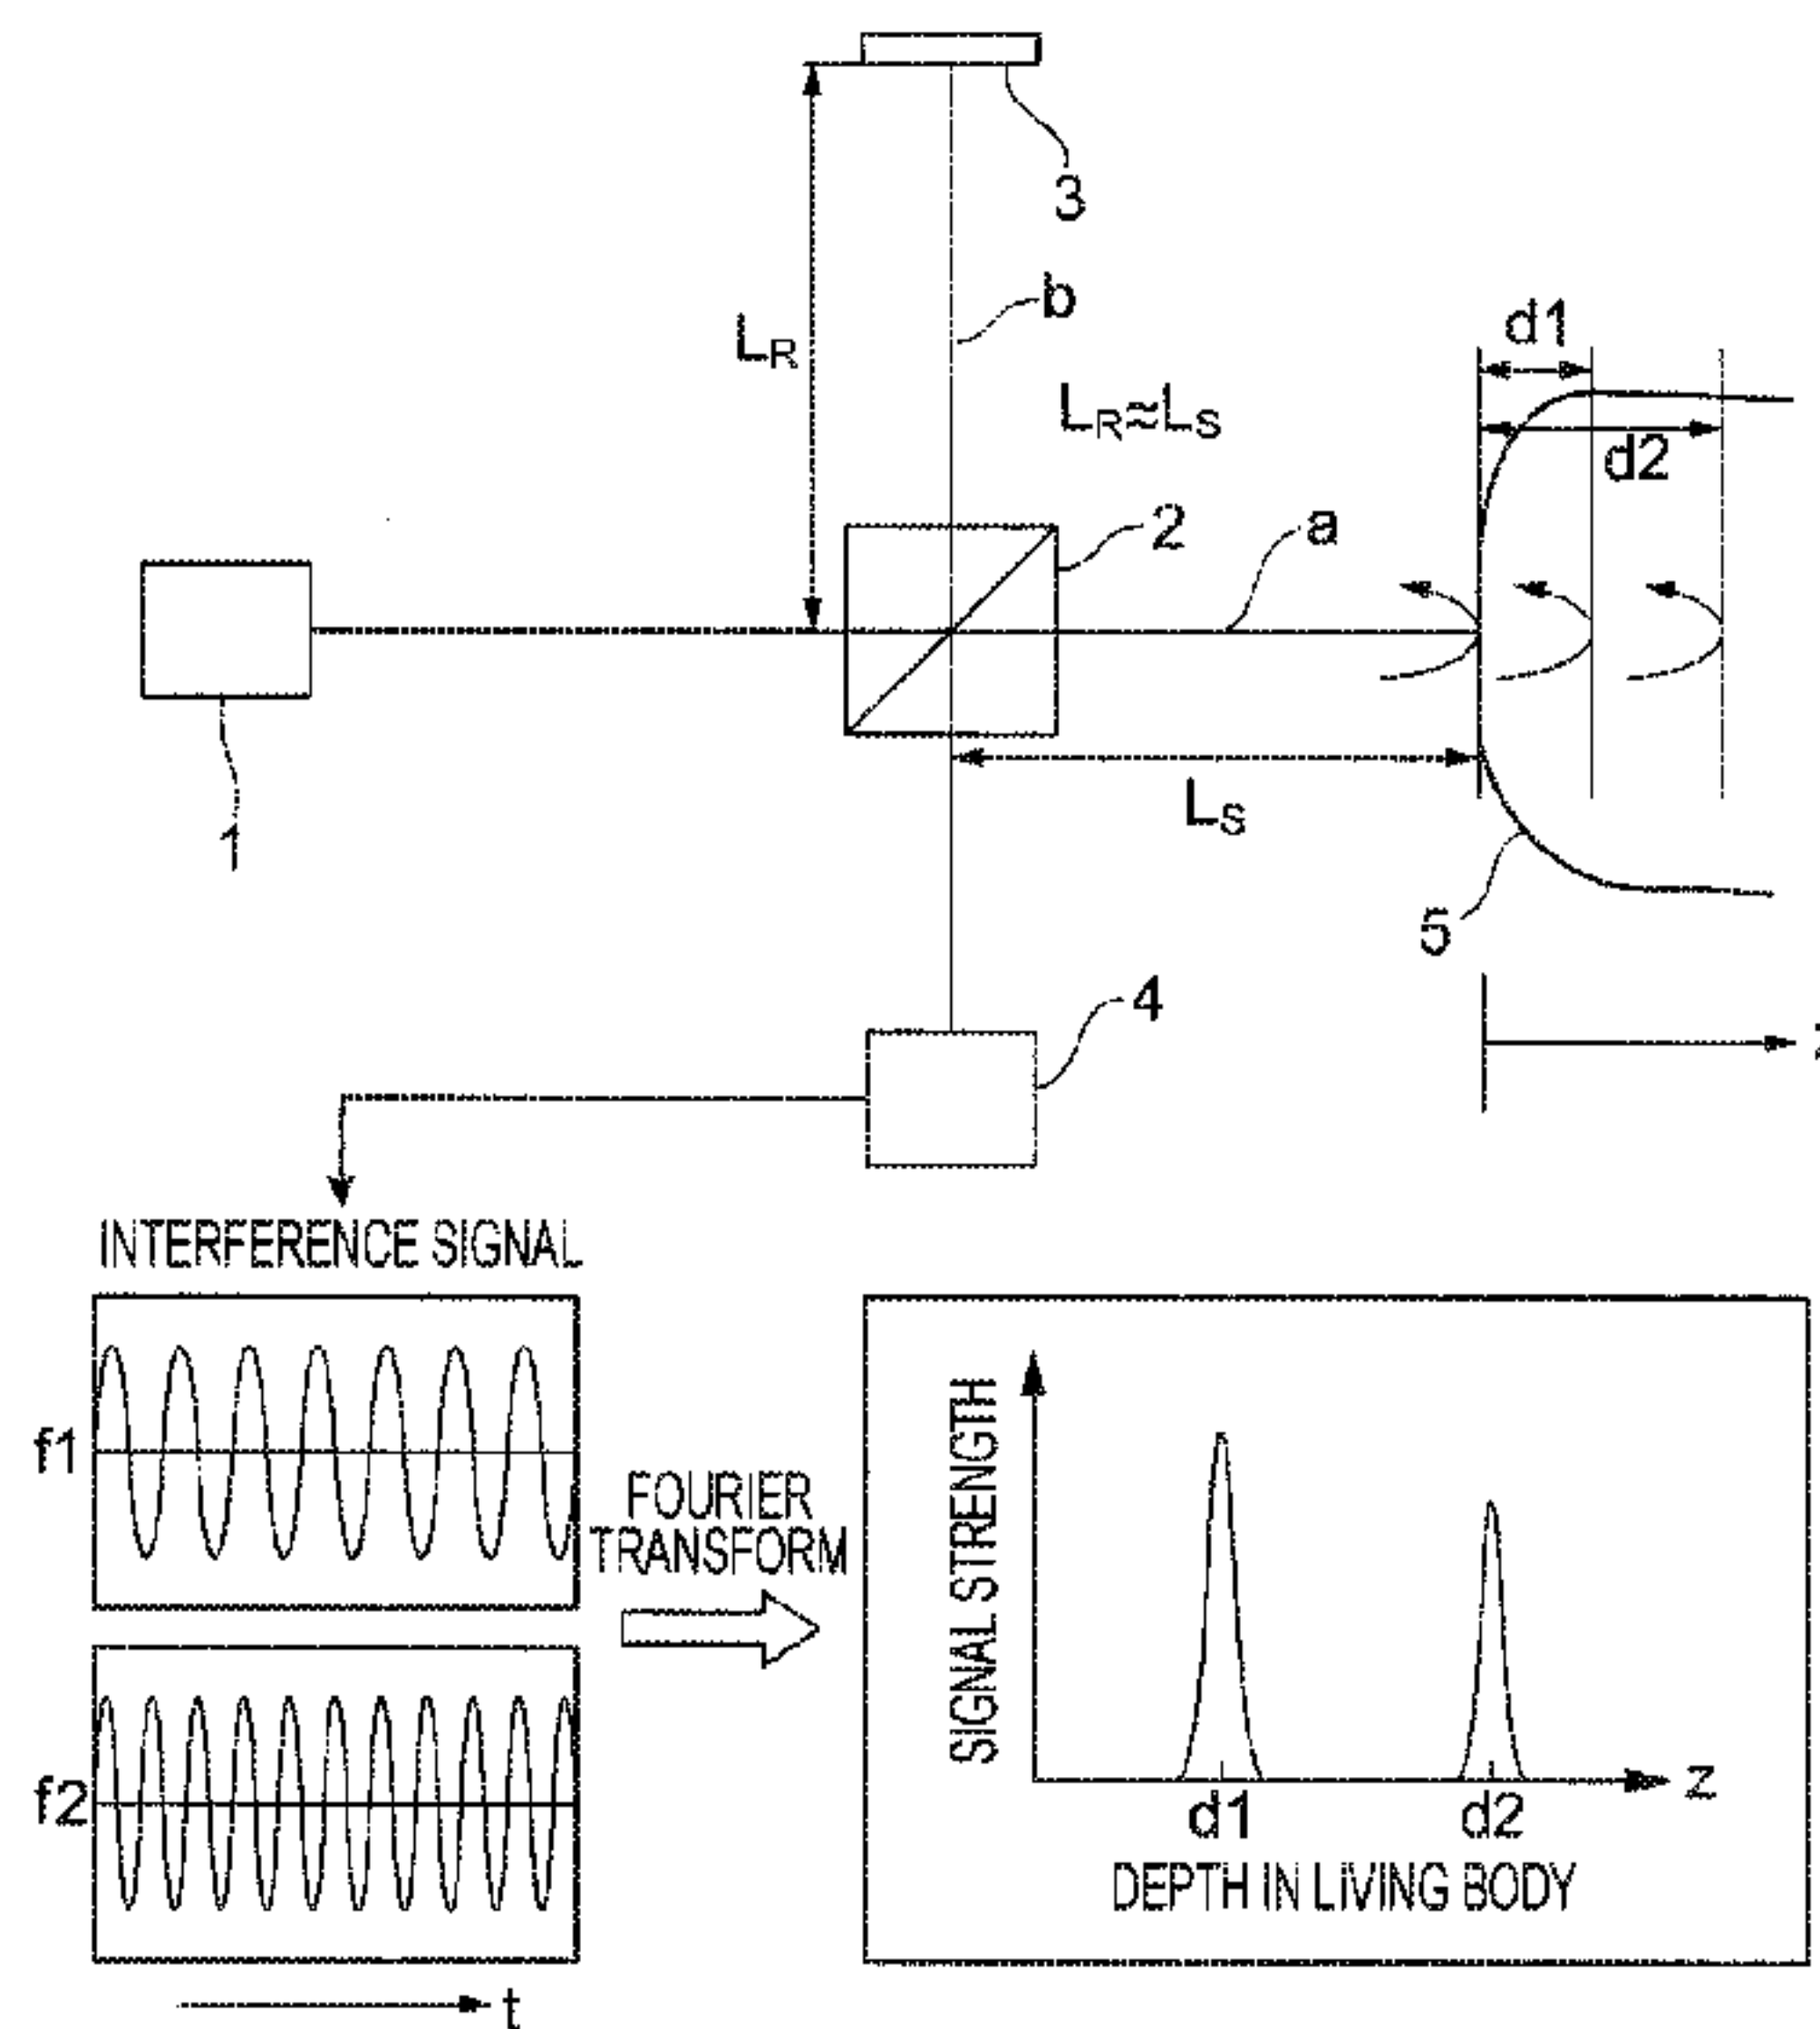 3
b
L_R
d1
L_R≈L_S
d2
2
a
1
L_S
5
4
z
INTERFERENCE SIGNAL
f1
FOURIER
TRANSFORM
f2
t
SIGNAL STRENGTH
z
d1
d2
DEPTH IN LIVING BODY